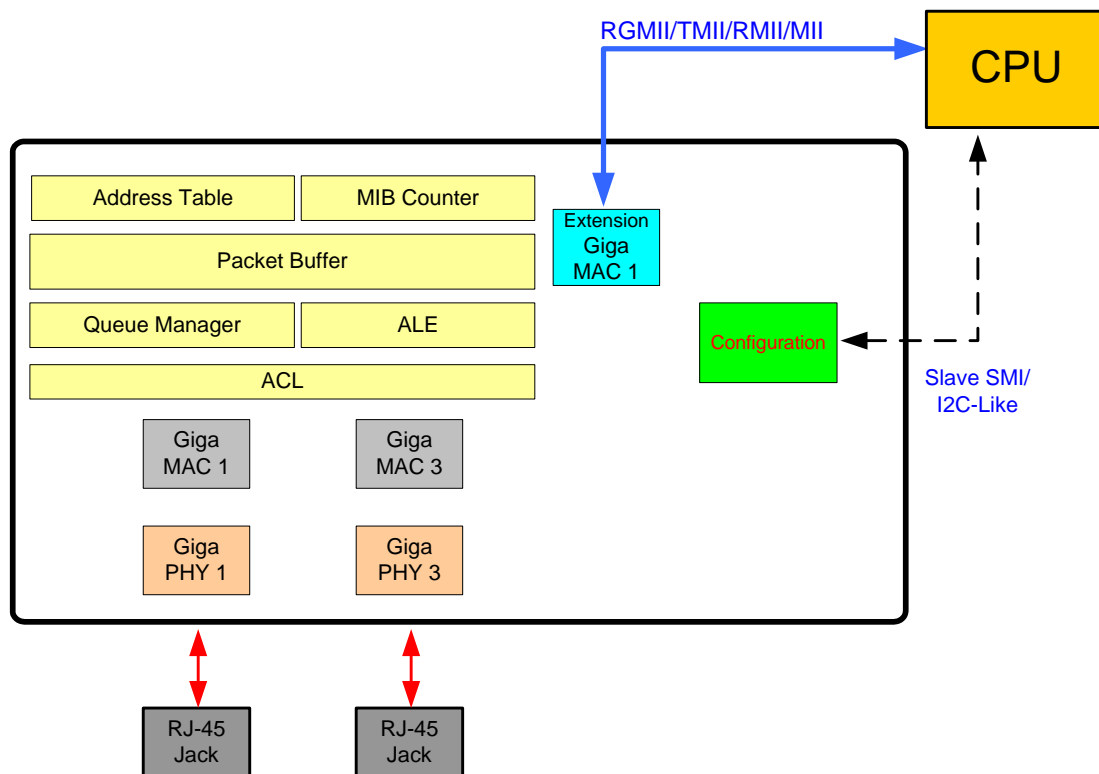 RGMII/TMII/RMII/MII
CPU
Address Table
MIB Counter
Extension
Giga
MAC 1
Packet Buffer
Queue Manager
ALE
Configuration
ACL
Slave SMI/
I2C-Like
Giga
MAC 1
Giga
MAC 3
Giga
PHY 1
Giga
PHY 3
RJ-45
Jack
RJ-45
Jack